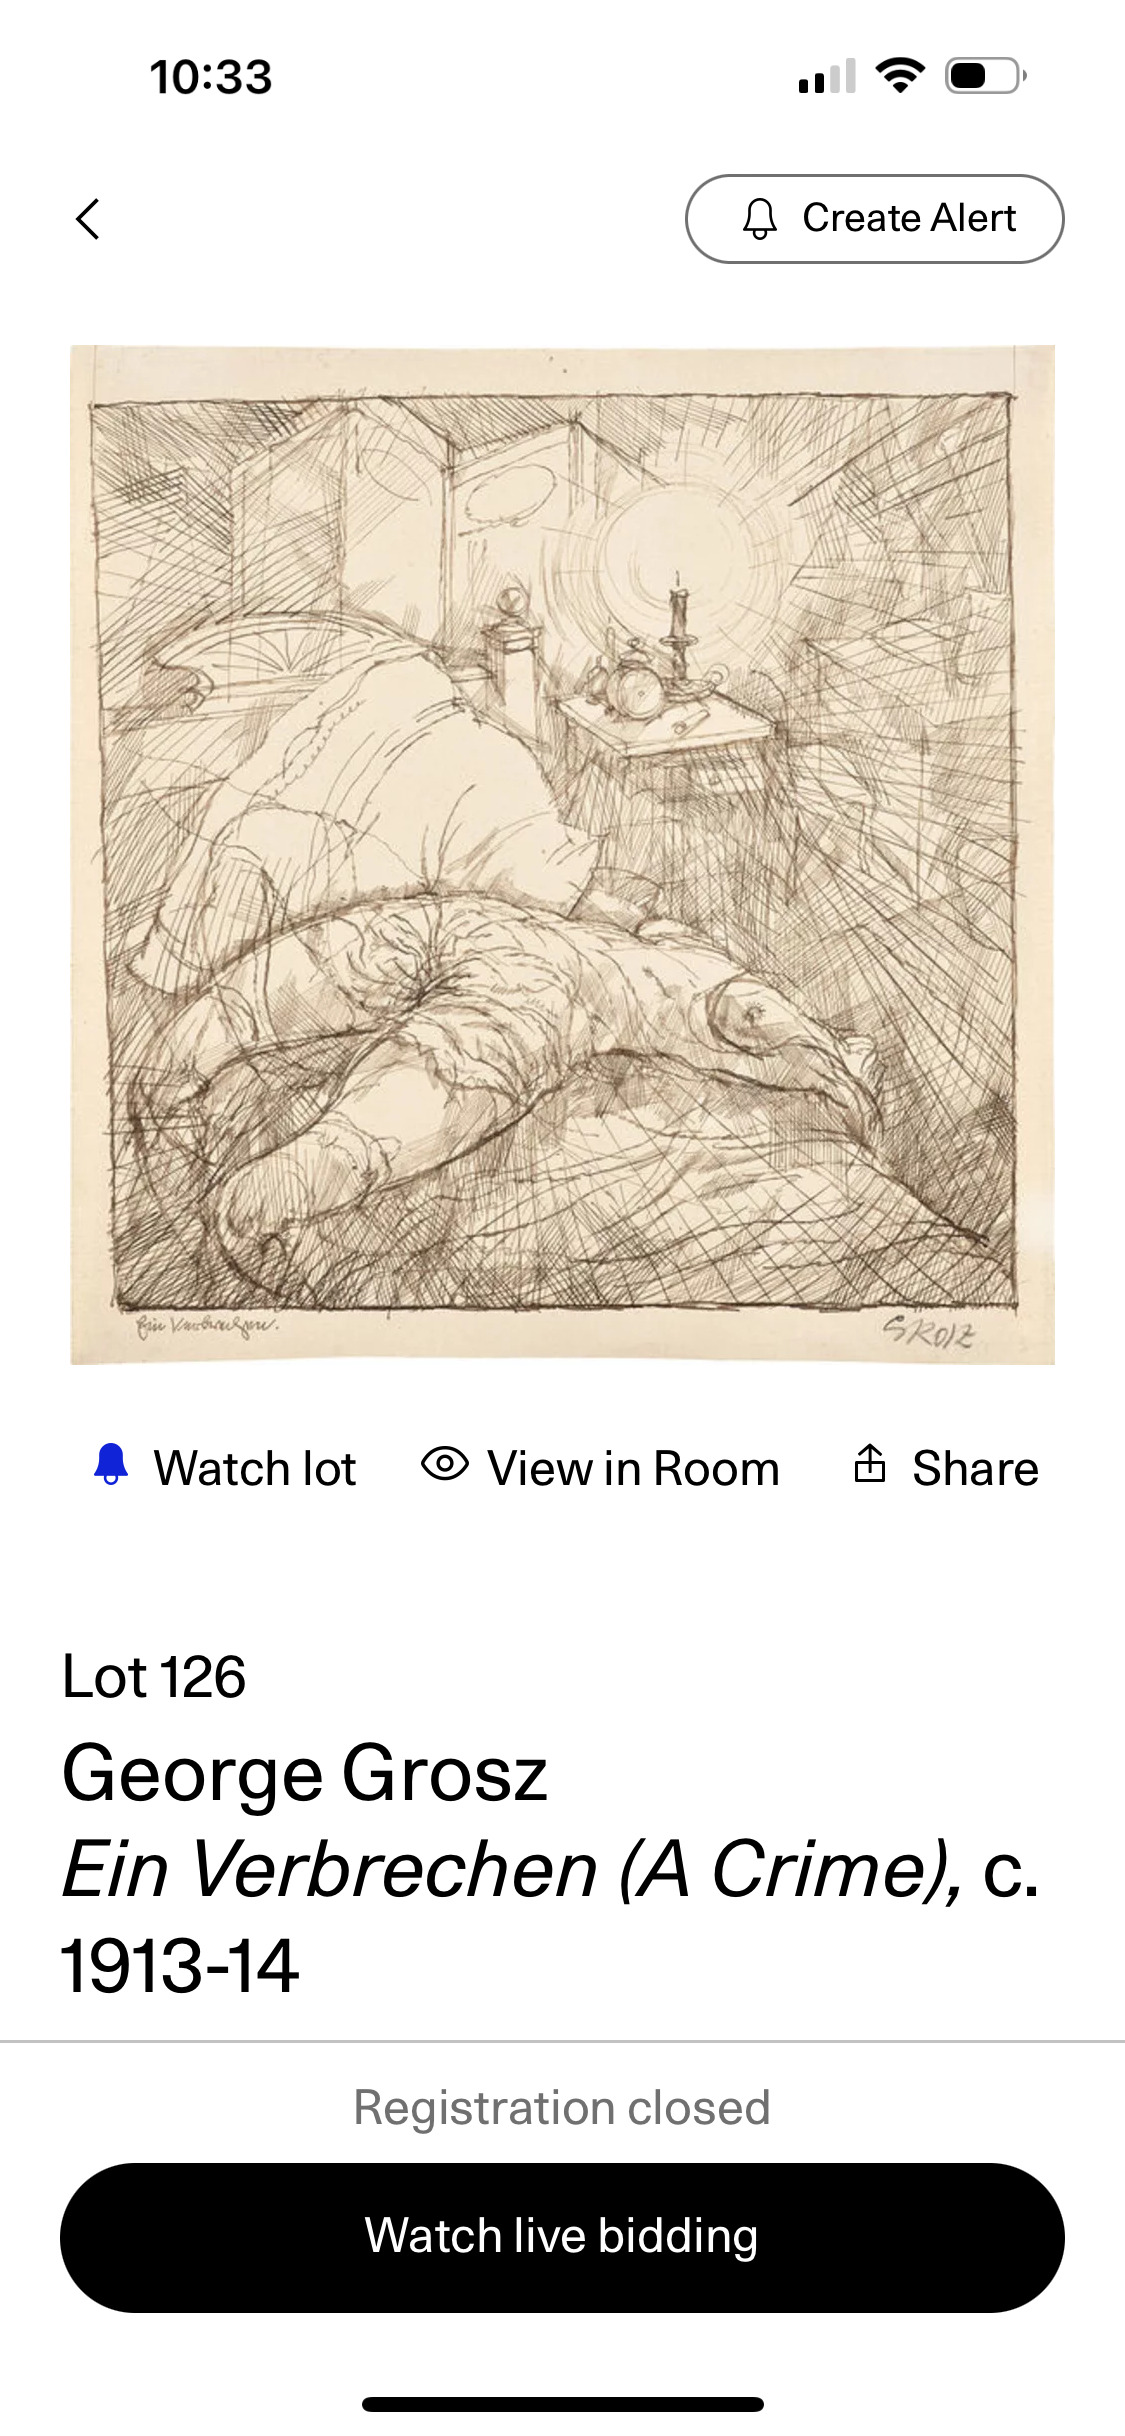 10:33
Create Alert
Ein Verbrechen.
GROSZ
Watch lot
View in Room
Share
Lot 126
George Grosz
Ein Verbrechen (A Crime), c.
1913-14
Registration closed
Watch live bidding